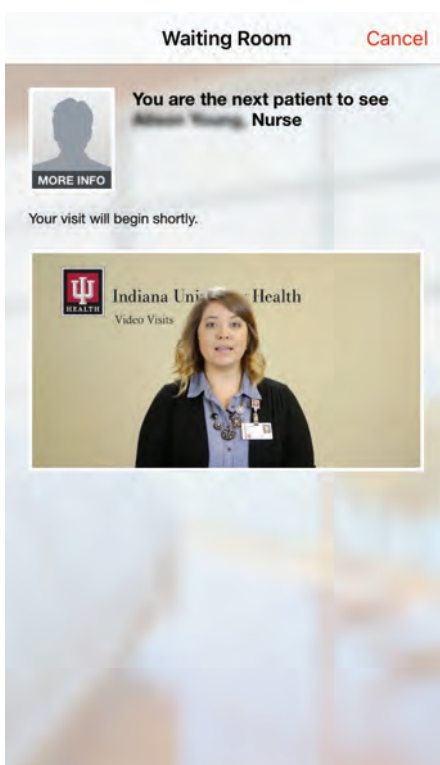 Waiting Room
Cancel
You are the next patient to see
Nurse
MORE INFO
Your visit will begin shortly.
Indiana Uni Health
HEALTH
Video Visits